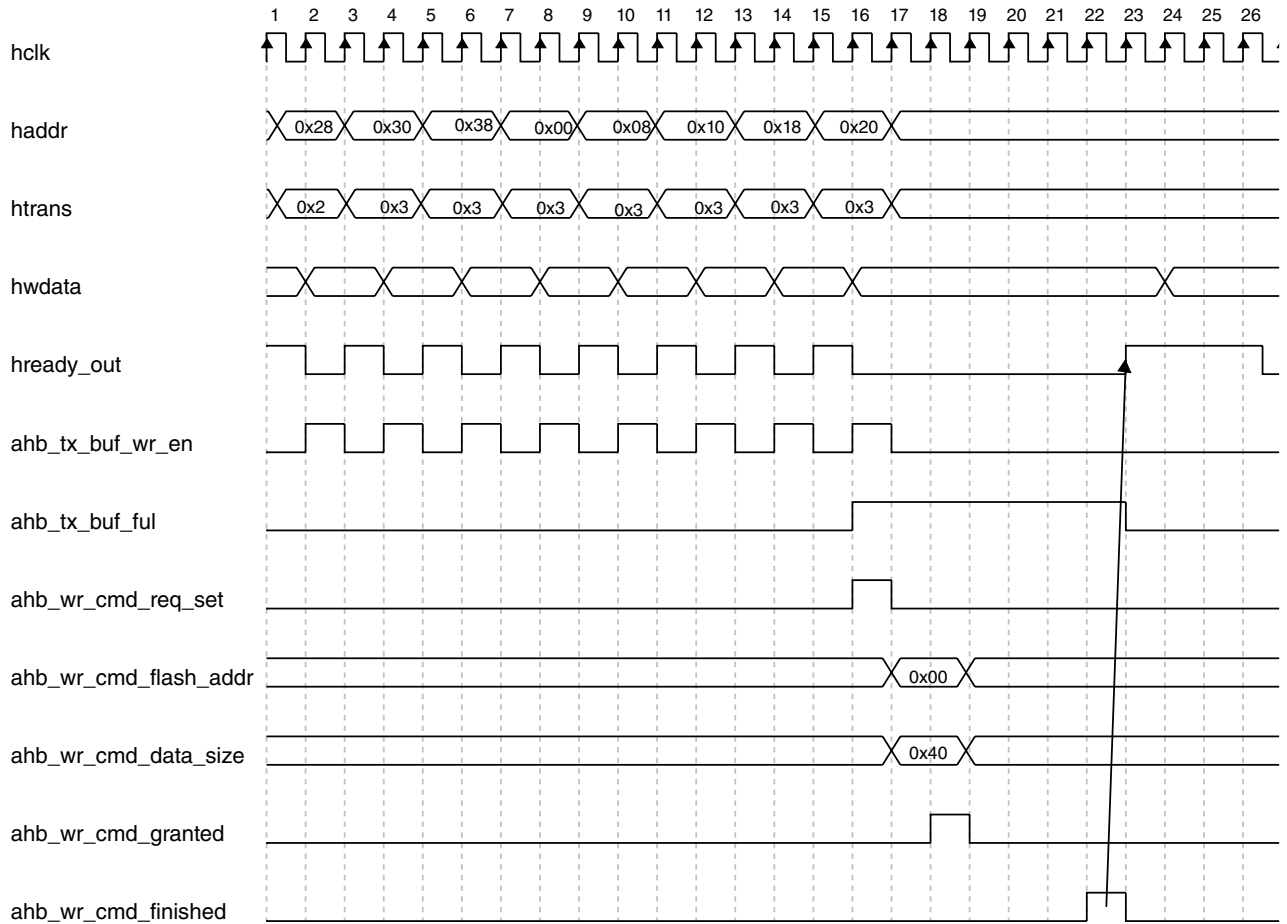 1 2 3 4 5 6 7 8 9 10 11 12 13 14 15 16 17 18 19 20 21 22 23 24 25 26
hclk
haddr 0x28 0x30 0x38 0x00 0x08 0x10 0x18 0x20
htrans 0x2 0x3 0x3 0x3 0x3 0x3 0x3 0x3
hwdata
hready_out
ahb_tx_buf_wr_en
ahb_tx_buf_ful
ahb_wr_cmd_req_set
ahb_wr_cmd_flash_addr 0x00
ahb_wr_cmd_data_size 0x40
ahb_wr_cmd_granted
ahb_wr_cmd_finished